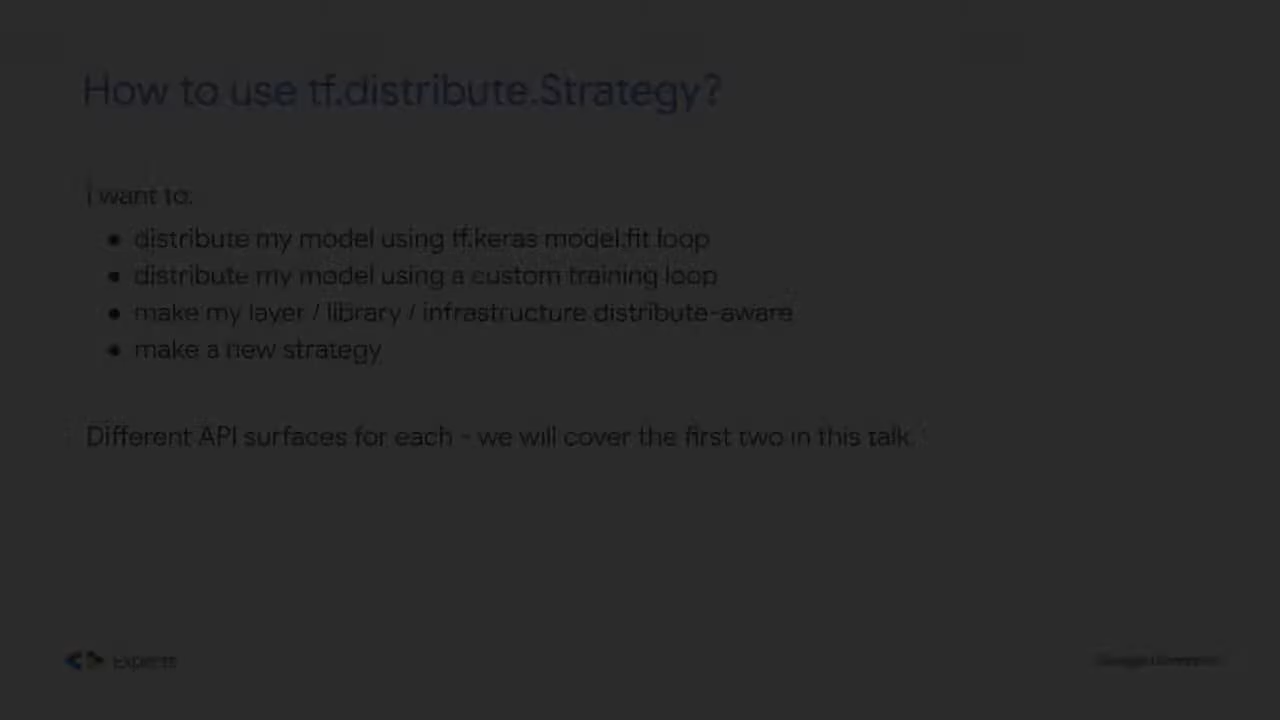 How to use tf.distribute.Strategy?
I want to:
● distribute my model using tf.keras model.fit loop
● distribute my model using a custom training loop
● make my layer / library / infrastructure distribute-aware
● make a new strategy
Different API surfaces for each - we will cover the first two in this talk.
Experts